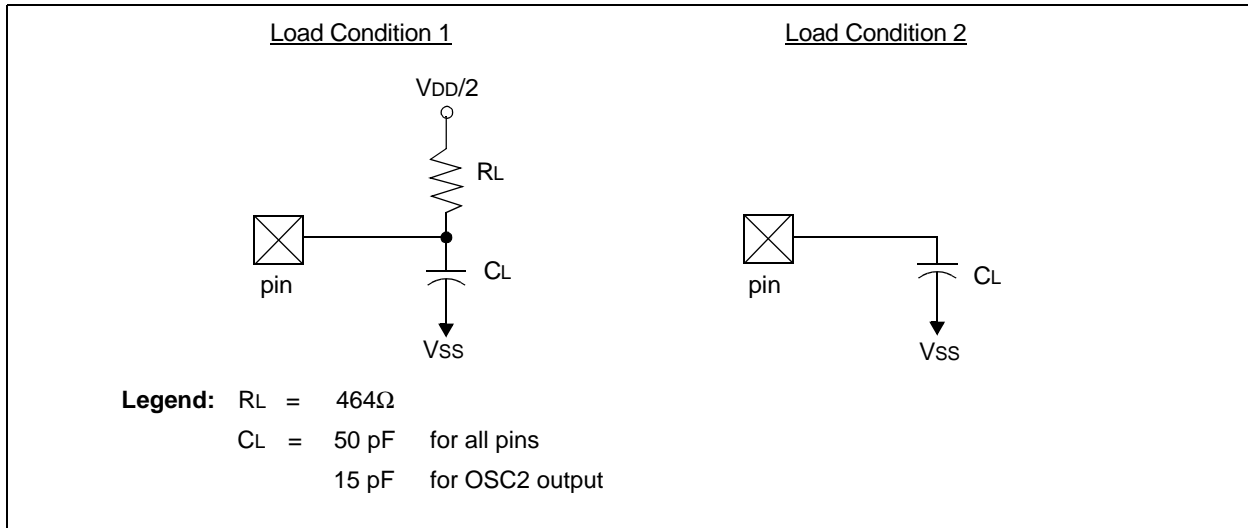 Load Condition 1
Load Condition 2
VDD/2
RL
pin
CL
VSS
pin
CL
VSS
Legend: RL = 464Ω
CL = 50 pF for all pins
15 pF for OSC2 output